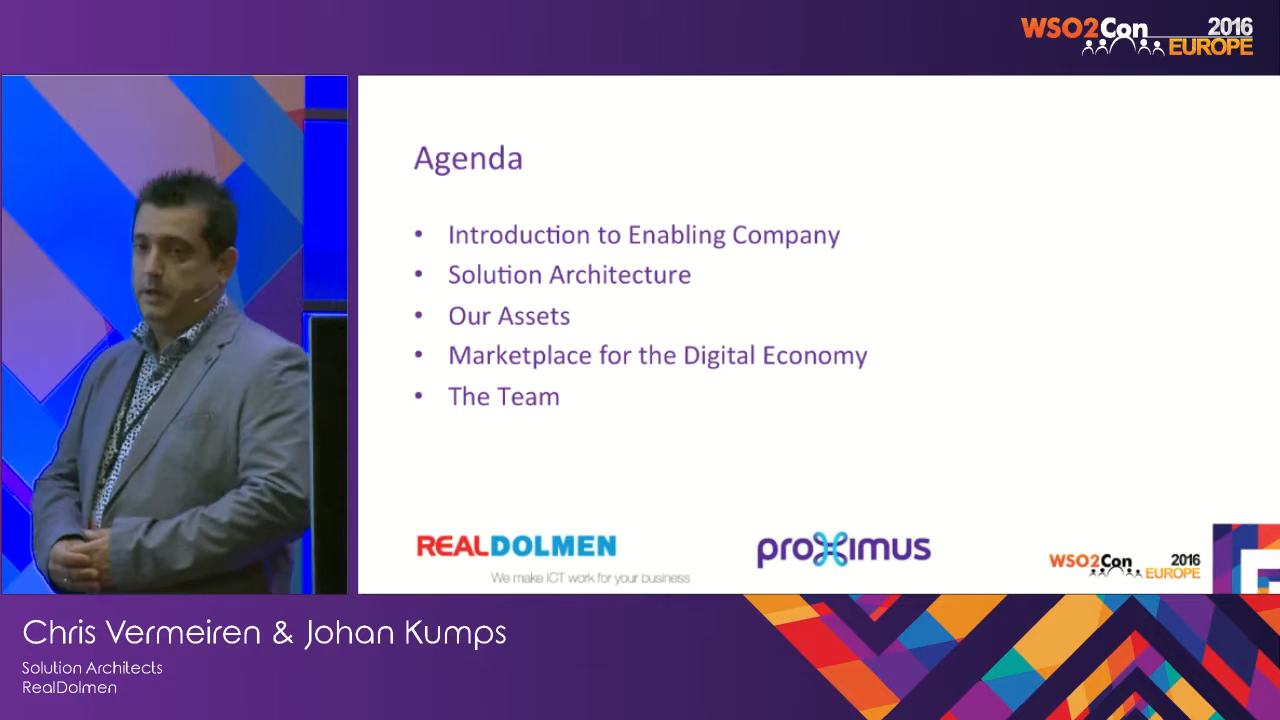 WSO2Con 2016
EUROPE
Agenda
• Introduction to Enabling Company
• Solution Architecture
• Our Assets
• Marketplace for the Digital Economy
• The Team
REALDOLMEN
We make ICT work for your business
proximus
WSO2Con 2016
EUROPE
Chris Vermeiren & Johan Kumps
Solution Architects
RealDolmen